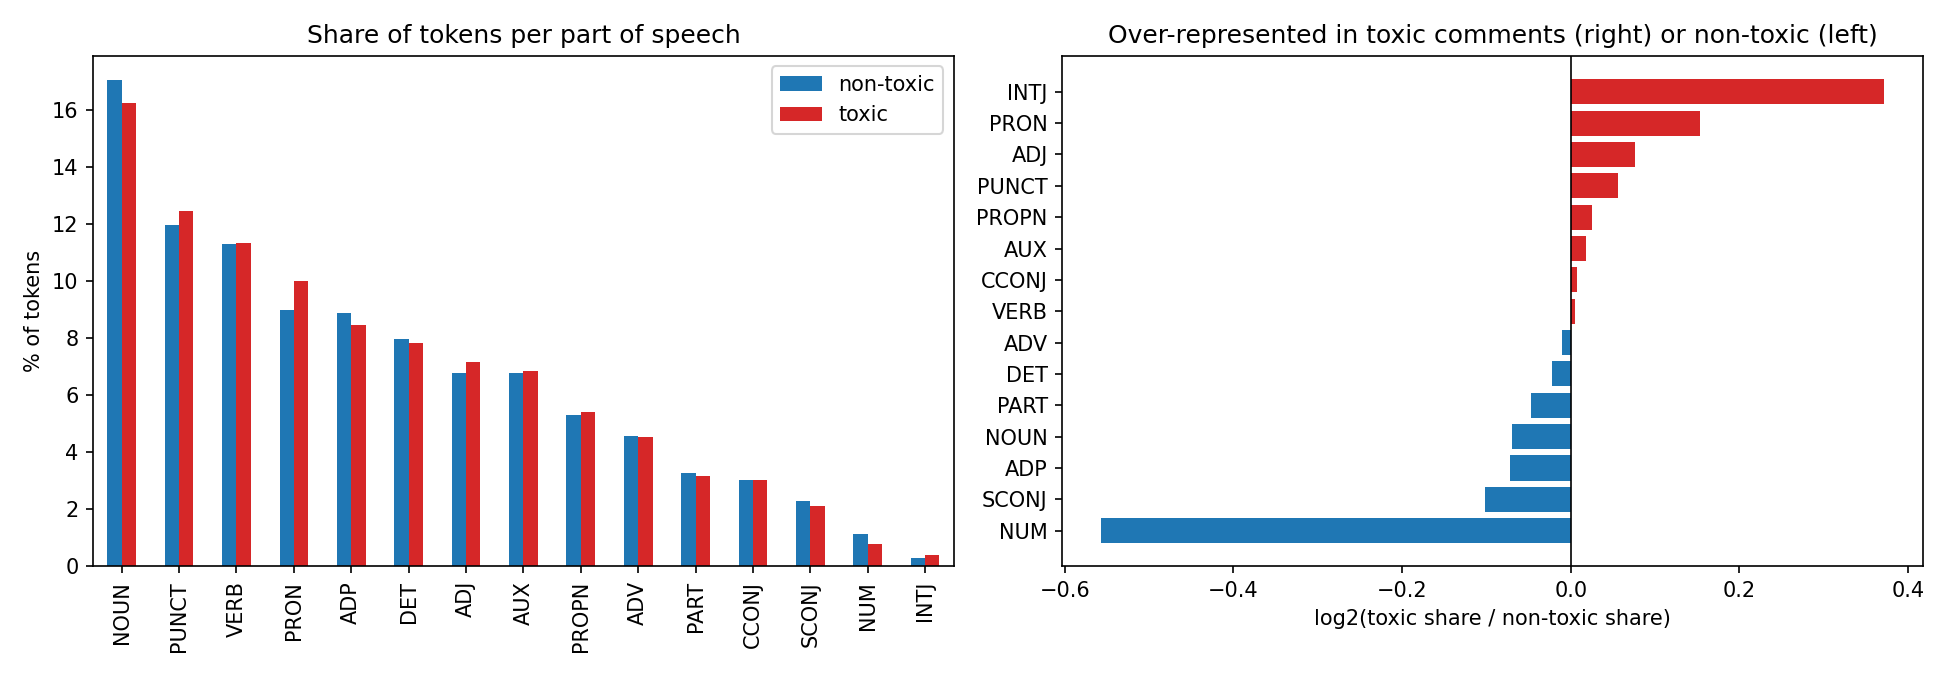 Share of tokens per part of speech
non-toxic
toxic
% of tokens
16
14
12
10
8
6
4
2
0
NOUN
PUNCT
VERB
PRON
ADP
DET
ADJ
AUX
PROPN
ADV
PART
CCONJ
SCONJ
NUM
INTJ
Over-represented in toxic comments (right) or non-toxic (left)
INTJ
PRON
ADJ
PUNCT
PROPN
AUX
CCONJ
VERB
ADV
DET
PART
NOUN
ADP
SCONJ
NUM
−0.6 −0.4 −0.2 0.0 0.2 0.4
log2(toxic share / non-toxic share)